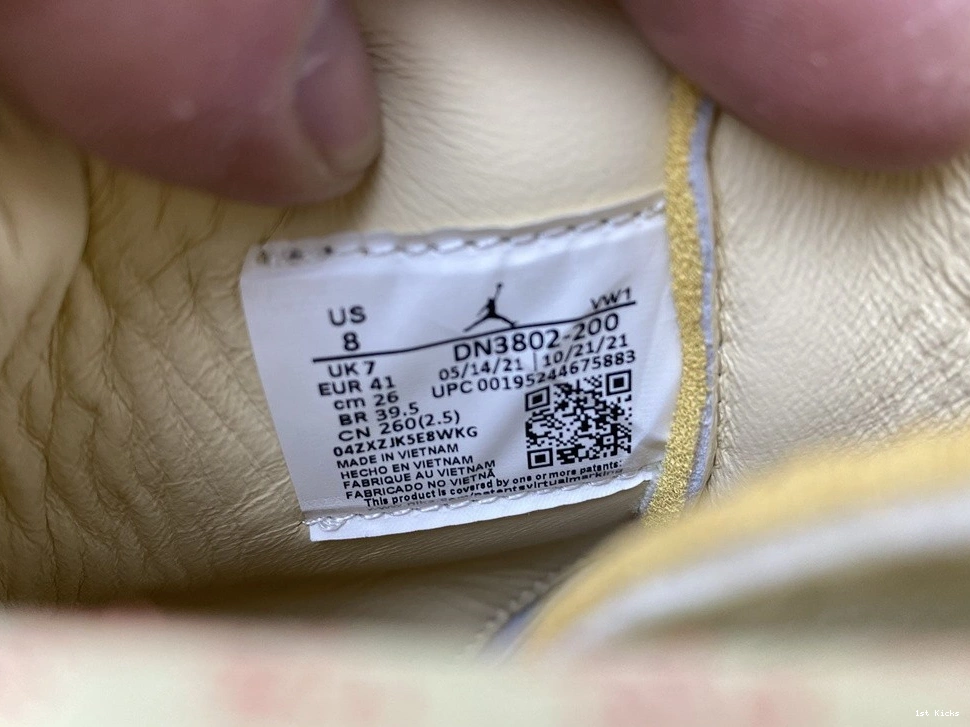 US
8
VW1
DN3802-200
05/14/21 | 10/21/21
UPC 00195244675883
UK 7
EUR 41
cm 26
BR 39.5
CN 260(2.5)
04ZXZJK5E8WKG
MADE IN VIETNAM
HECHO EN VIETNAM
FABRIQUE AU VIETNAM
FABRICADO NO VIETNÃ
This product is covered by one or more patents:
1st Kicks